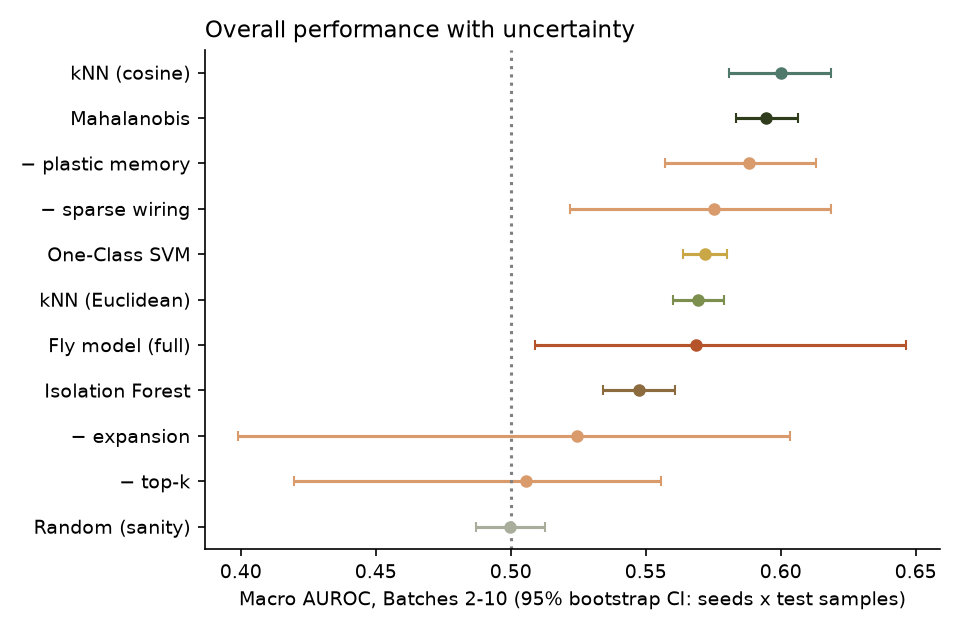 Overall performance with uncertainty
kNN (cosine)
Mahalanobis
− plastic memory
− sparse wiring
One-Class SVM
kNN (Euclidean)
Fly model (full)
Isolation Forest
− expansion
− top-k
Random (sanity)
0.40 0.45 0.50 0.55 0.60 0.65
Macro AUROC, Batches 2-10 (95% bootstrap CI: seeds x test samples)